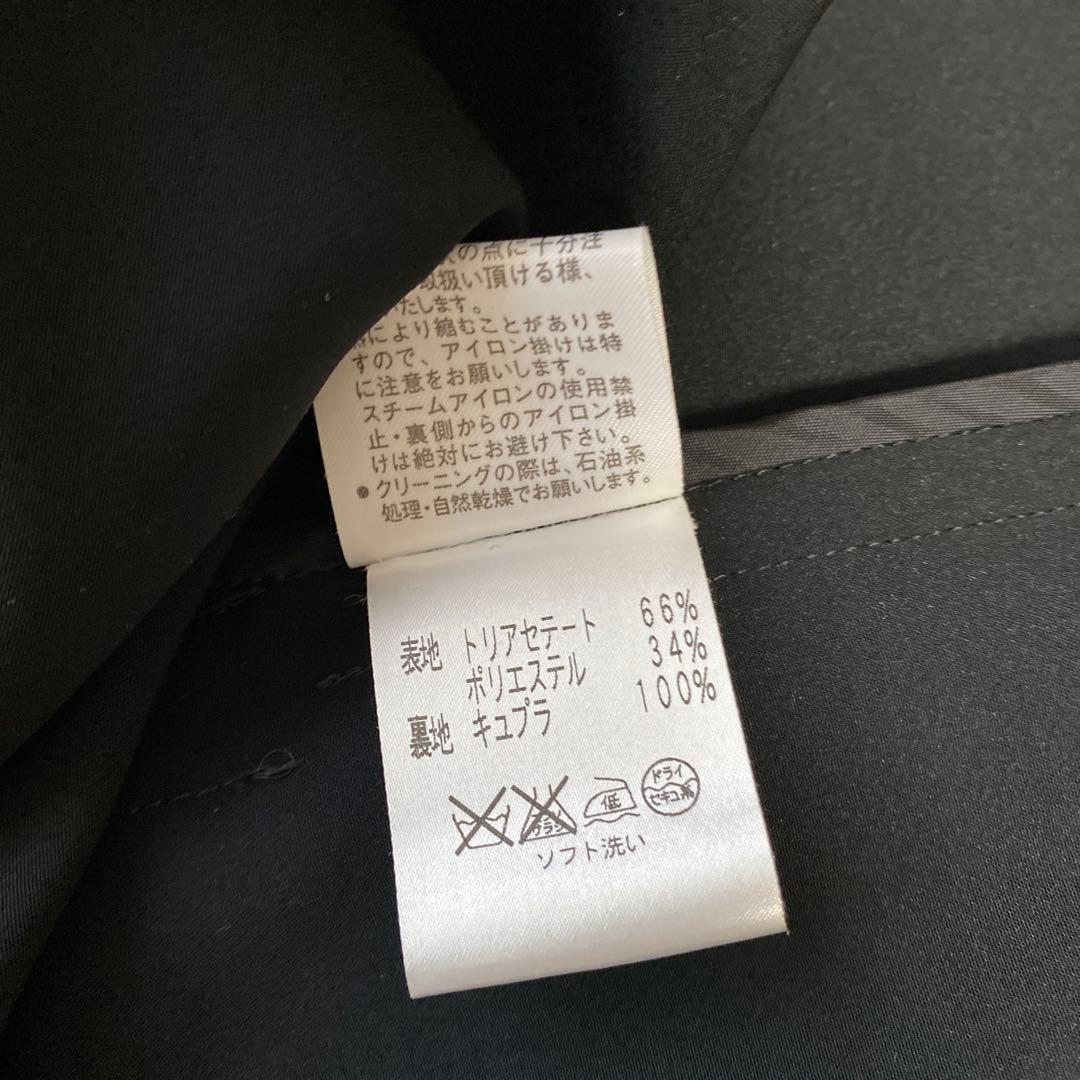 の点に十分注
取扱い頂ける様、
いたします。
により縮むことがありま
すので、アイロン掛けは特
に注意をお願いします。
スチームアイロンの使用禁
止・裏側からのアイロン掛
けは絶対にお避け下さい。
● クリーニングの際は、石油系
処理・自然乾燥でお願いします。
表地 トリアセテート 66%
ポリエステル 34%
裏地 キュプラ 100%
エンソサラシ 低 ドライ セキユ系
ソフト洗い